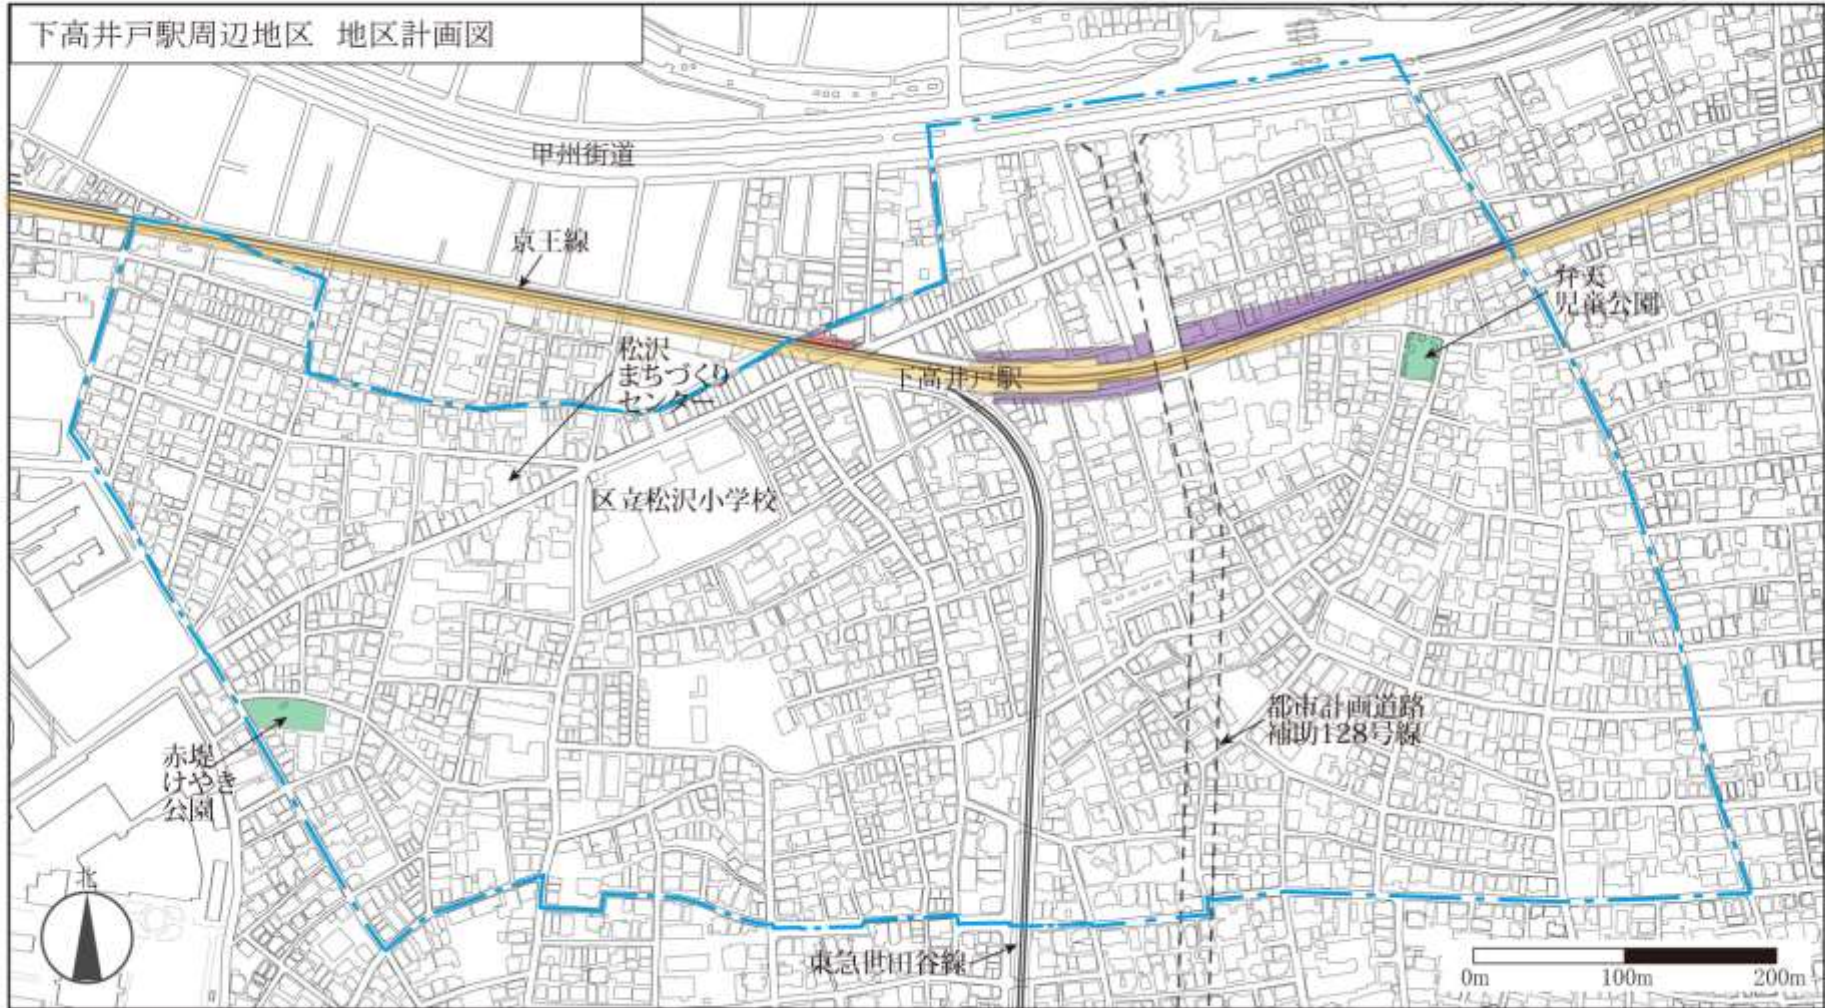 下高井戸駅周辺地区 地区計画図
甲州街道
京王線
弁天
児童公園
松沢
まちづくり
センター
下高井戸駅
区立松沢小学校
都市計画道路
補助128号線
赤堤
けやき
公園
北
東急世田谷線
0m 100m 200m